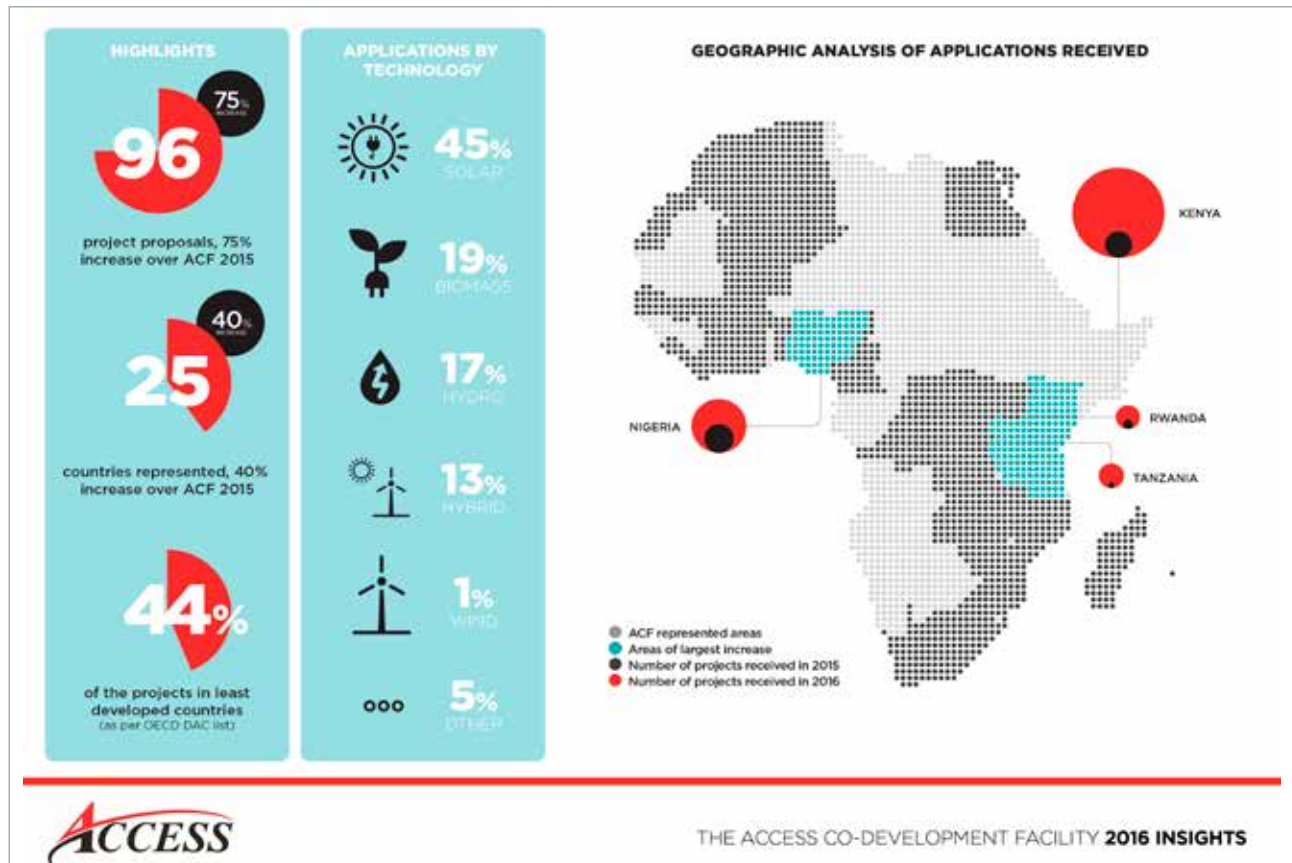 HIGHLIGHTS
96
75%
INCREASE
project proposals, 75%
increase over ACF 2015
25
40%
INCREASE
countries represented, 40%
increase over ACF 2015
44%
of the projects in least
developed countries
(as per OECD DAC list)
APPLICATIONS BY
TECHNOLOGY
45%
SOLAR
19%
BIOMASS
17%
HYDRO
13%
HYBRID
1%
WIND
5%
OTHER
GEOGRAPHIC ANALYSIS OF APPLICATIONS RECEIVED
KENYA
NIGERIA
RWANDA
TANZANIA
ACF represented areas
Areas of largest increase
Number of projects received in 2015
Number of projects received in 2016
ACCESS
THE ACCESS CO-DEVELOPMENT FACILITY 2016 INSIGHTS